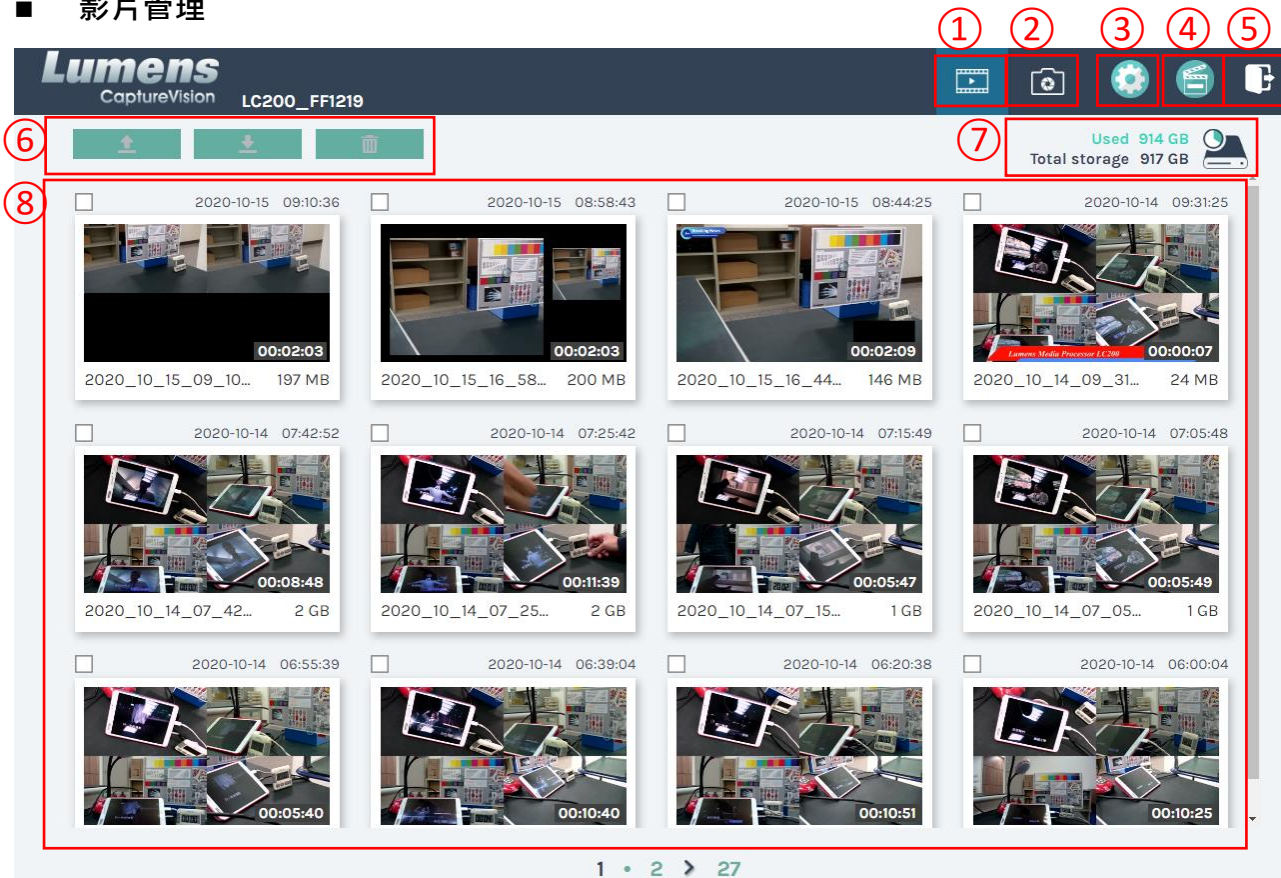 ■ 影片管理
① ② ③ ④ ⑤
Lumens
CaptureVision LC200_FF1219
⑥
⑦ Used 914 GB
Total storage 917 GB
⑧
2020-10-15 09:10:36 2020-10-15 08:58:43 2020-10-15 08:44:25 2020-10-14 09:31:25
Lumens Media Processor LC200
00:02:03 00:02:03 00:02:09 00:00:07
2020_10_15_09_10... 197 MB 2020_10_15_16_58... 200 MB 2020_10_15_16_44... 146 MB 2020_10_14_09_31... 24 MB
2020-10-14 07:42:52 2020-10-14 07:25:42 2020-10-14 07:15:49 2020-10-14 07:05:48
00:08:48 00:11:39 00:05:47 00:05:49
2020_10_14_07_42... 2 GB 2020_10_14_07_25... 2 GB 2020_10_14_07_15... 1 GB 2020_10_14_07_05... 1 GB
2020-10-14 06:55:39 2020-10-14 06:39:04 2020-10-14 06:20:38 2020-10-14 06:00:04
00:05:40 00:10:40 00:10:51 00:10:25
1 • 2 > 27